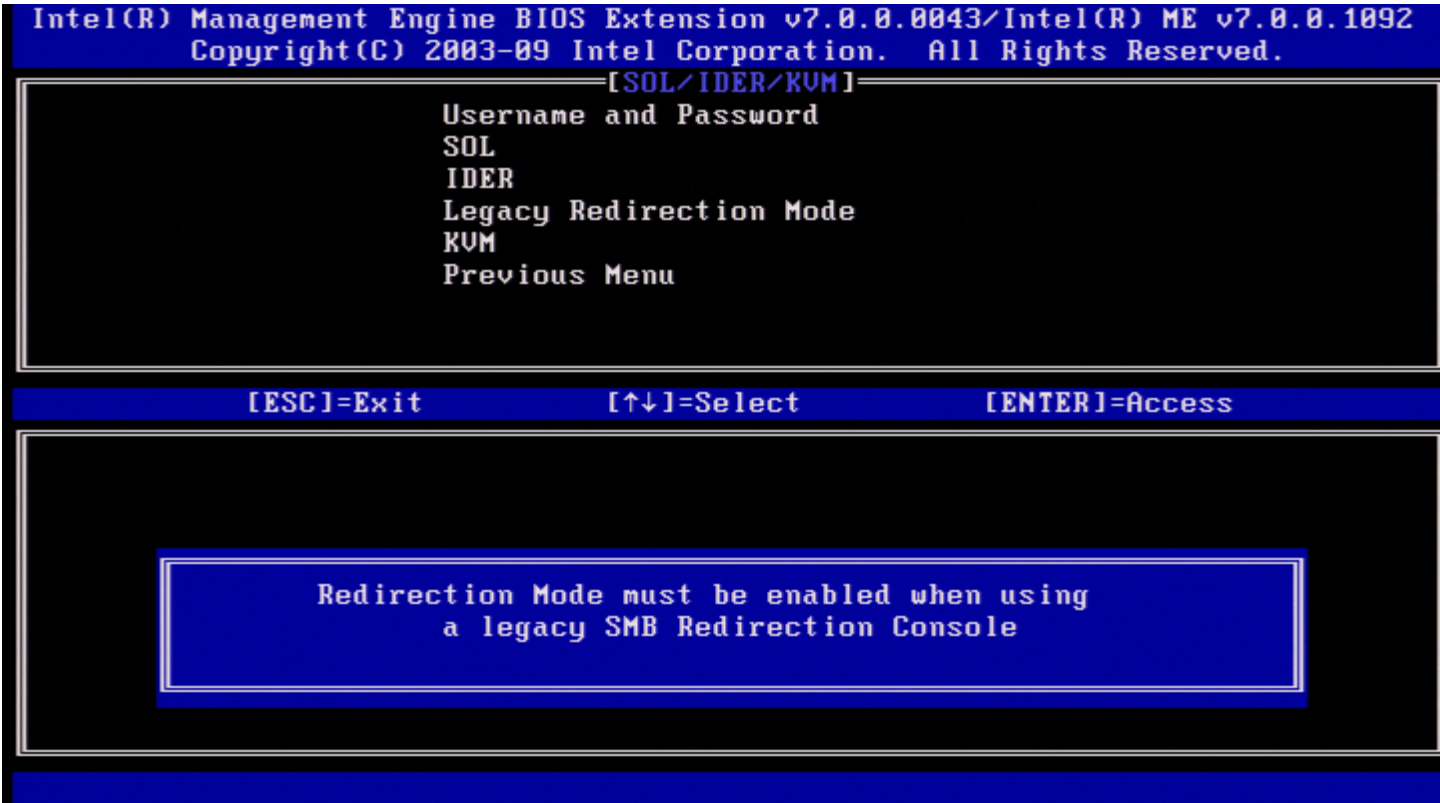 Intel(R) Management Engine BIOS Extension v7.0.0.0043/Intel(R) ME v7.0.0.1092
Copyright(C) 2003-09 Intel Corporation. All Rights Reserved.
[SOL/IDER/KVM]
Username and Password
SOL
IDER
Legacy Redirection Mode
KVM
Previous Menu
[ESC]=Exit [↑↓]=Select [ENTER]=Access
Redirection Mode must be enabled when using
a legacy SMB Redirection Console